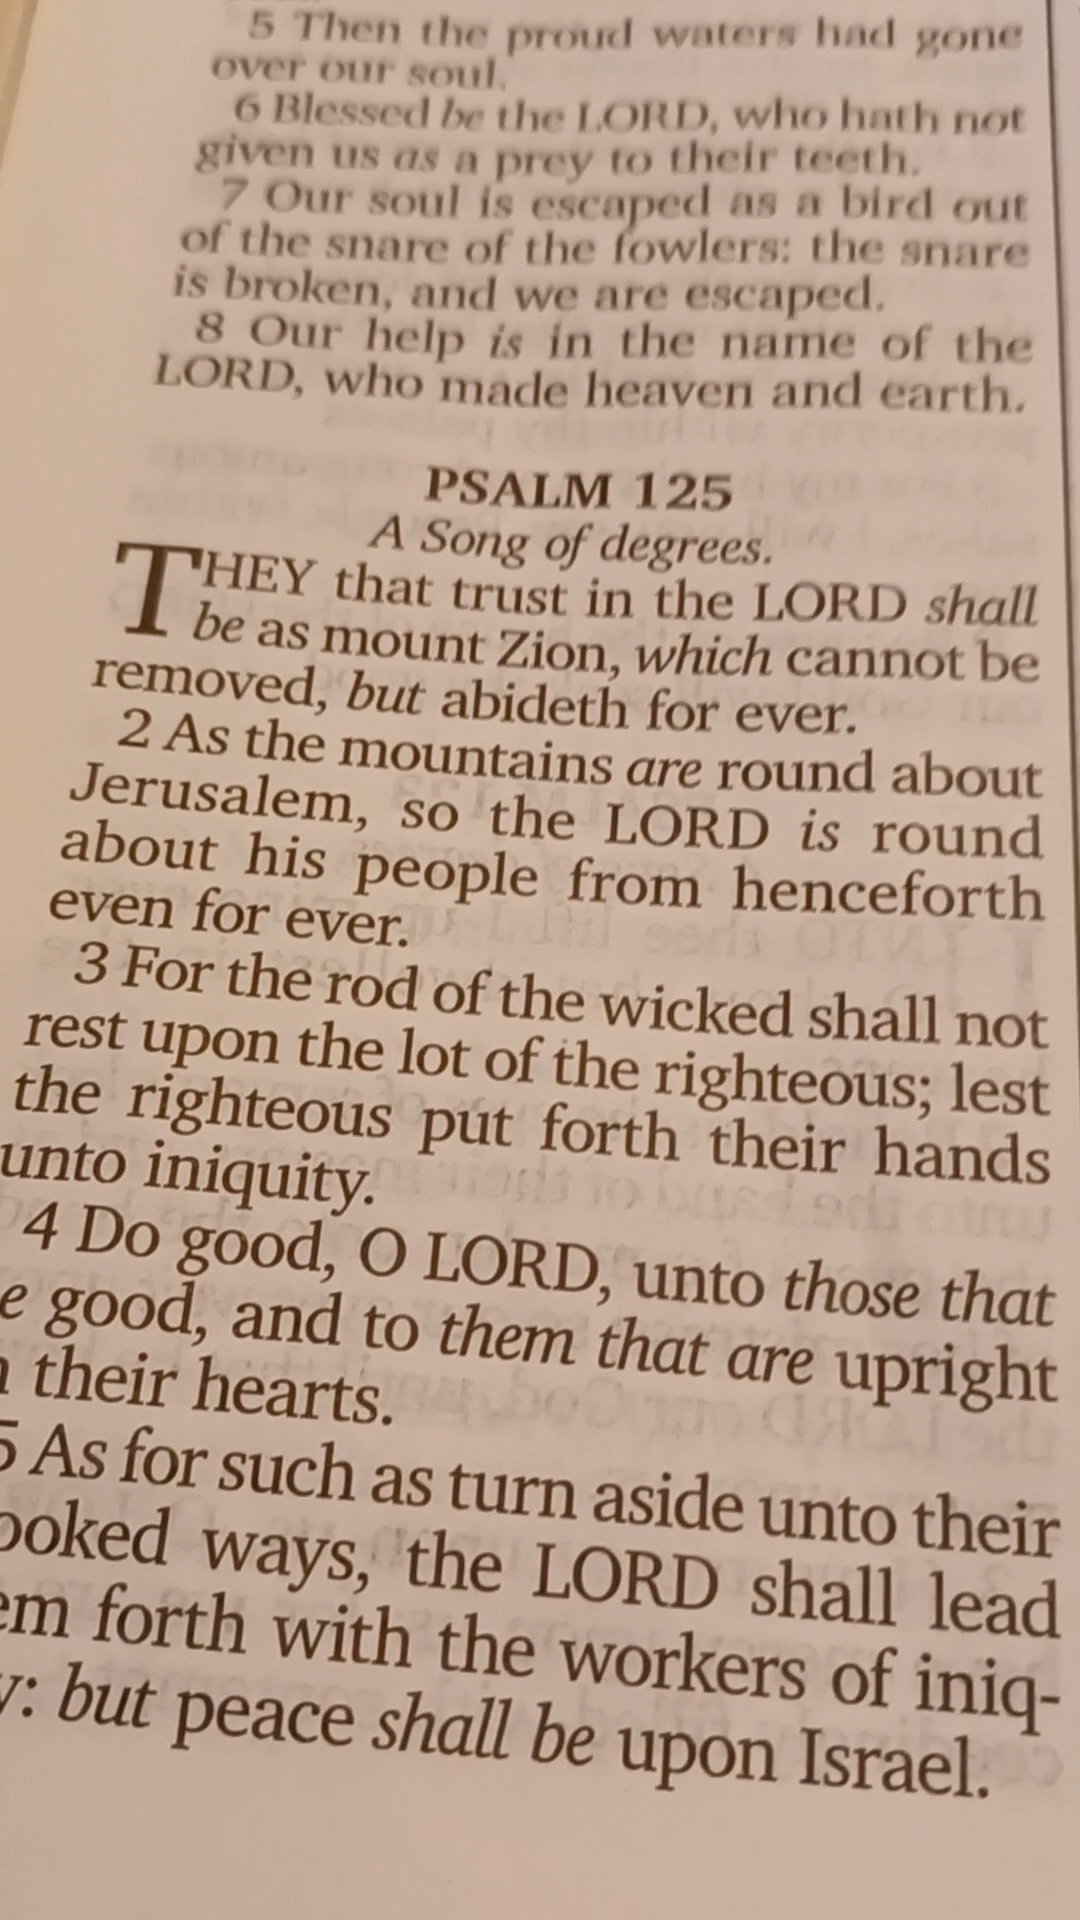 5 Then the proud waters had gone
over our soul.
6 Blessed be the LORD, who hath not
given us as a prey to their teeth.
7 Our soul is escaped as a bird out
of the snare of the fowlers: the snare
is broken, and we are escaped.
8 Our help is in the name of the
LORD, who made heaven and earth.
PSALM 125
A Song of degrees.
THEY that trust in the LORD shall
be as mount Zion, which cannot be
removed, but abideth for ever.
2 As the mountains are round about
Jerusalem, so the LORD is round
about his people from henceforth
even for ever.
3 For the rod of the wicked shall not
rest upon the lot of the righteous; lest
the righteous put forth their hands
unto iniquity.
4 Do good, O LORD, unto those that
e good, and to them that are upright
their hearts.
5 As for such as turn aside unto their
ooked ways, the LORD shall lead
em forth with the workers of iniq-
y: but peace shall be upon Israel.